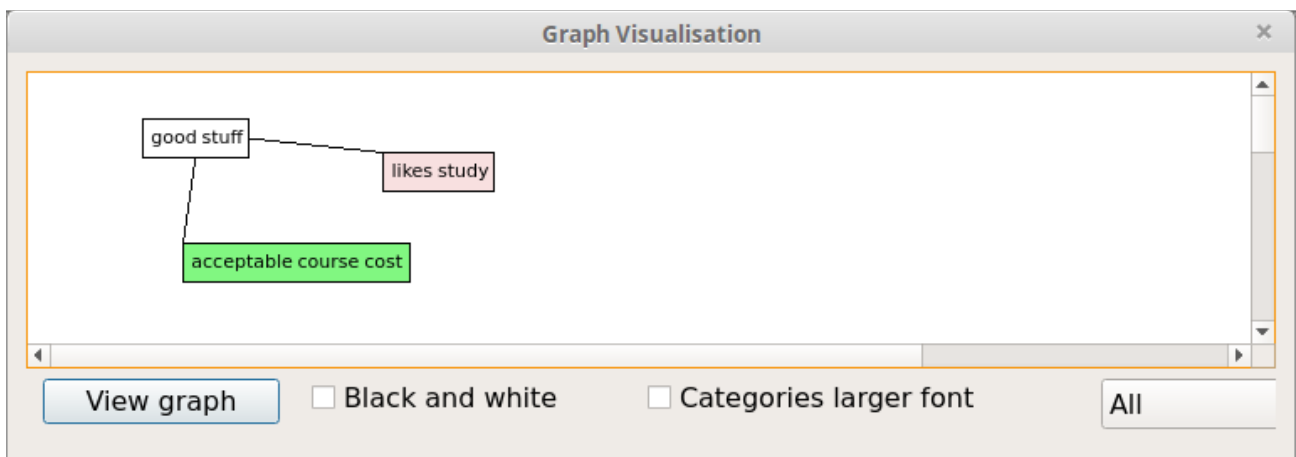 Graph Visualisation
good stuff
likes study
acceptable course cost
View graph
Black and white
Categories larger font
All